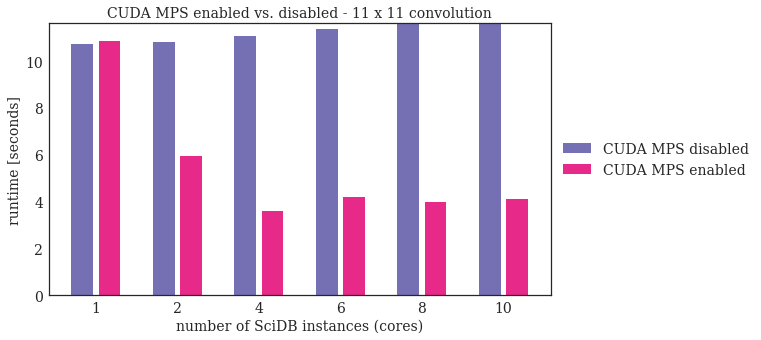 CUDA MPS enabled vs. disabled - 11 x 11 convolution
runtime [seconds]
10
8
6
4
2
0
1 2 4 6 8 10
number of SciDB instances (cores)
CUDA MPS disabled
CUDA MPS enabled